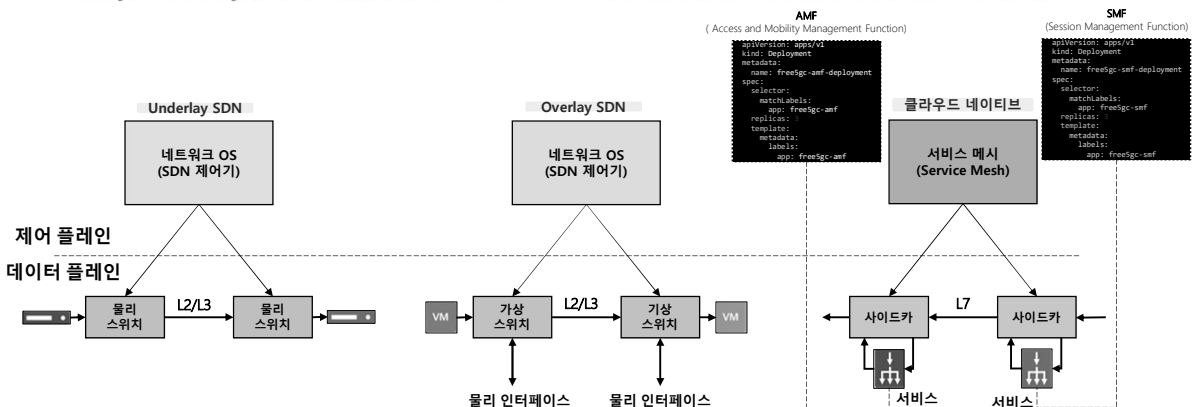 AMF
( Access and Mobility Management Function)
SMF
(Session Management Function)
apiVersion: apps/v1
kind: Deployment
metadata:
name: free5gc-amf-deployment
spec:
selector:
matchLabels:
app: free5gc-amf
replicas: 3
template:
metadata:
labels:
app: free5gc-amf
apiVersion: apps/v1
kind: Deployment
metadata:
name: free5gc-smf-deployment
spec:
selector:
matchLabels:
app: free5gc-smf
replicas: 3
template:
metadata:
labels:
app: free5gc-smf
Underlay SDN
Overlay SDN
클라우드 네이티브
네트워크 OS
(SDN 제어기)
네트워크 OS
(SDN 제어기)
서비스 메시
(Service Mesh)
제어 플레인
데이터 플레인
물리
스위치
L2/L3
물리
스위치
VM
가상
스위치
L2/L3
기상
스위치
VM
사이드카
L7
사이드카
물리 인터페이스
물리 인터페이스
서비스
서비스